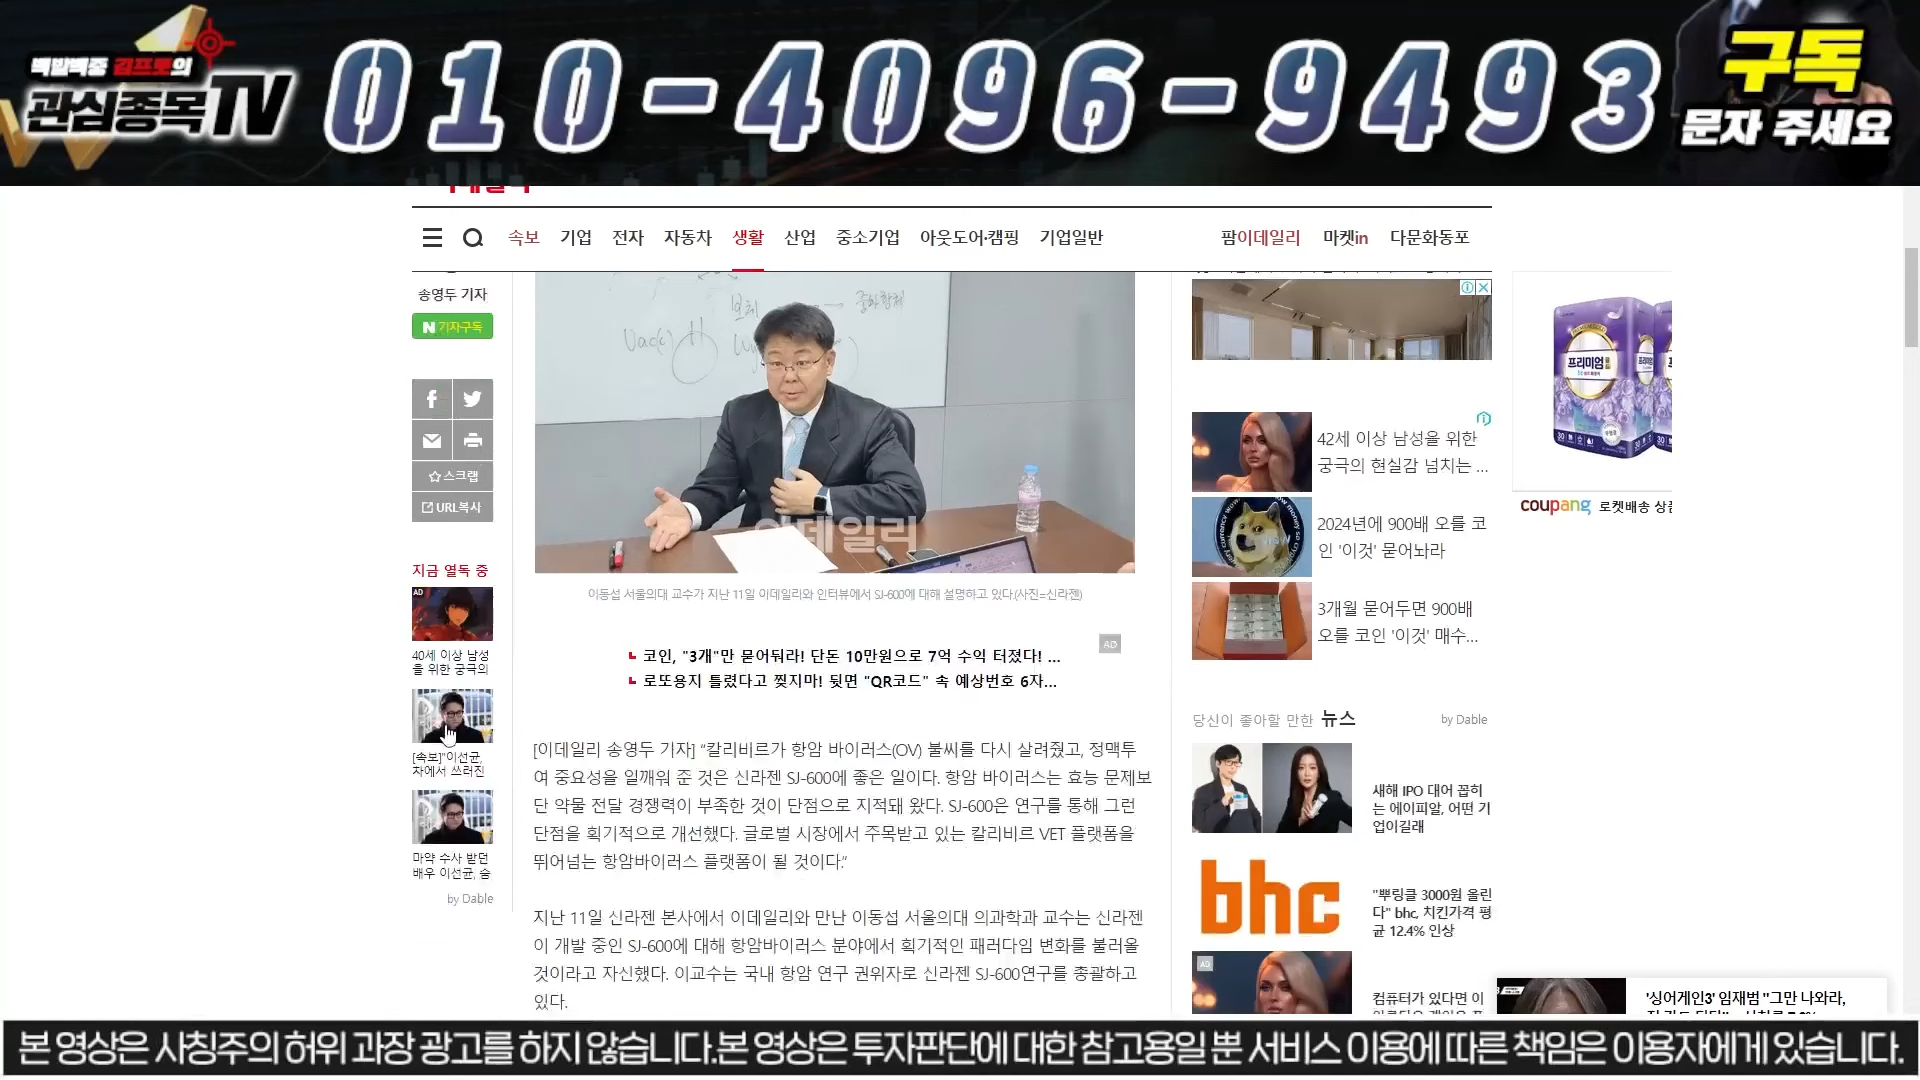 백발백중 김프로의
관심종목TV
010-4096-9493
구독
문자 주세요
속보 기업 전자 자동차 생활 산업 중소기업 아웃도어·캠핑 기업일반
팜이데일리 마켓in 다문화동포
송영두 기자
N 기자구독
스크랩
URL복사
지금 열독 중
AD
40세 이상 남성
을 위한 궁극의
[속보]"이선균,
차에서 쓰러진
마약 수사 받던
배우 이선균, 숨
by Dable
이데일리
이동섭 서울의대 교수가 지난 11일 이데일리와 인터뷰에서 SJ-600에 대해 설명하고 있다.(사진=신라젠)
AD
코인, "3개"만 묻어둬라! 단돈 10만원으로 7억 수익 터졌다! ...
로또용지 틀렸다고 찢지마! 뒷면 "QR코드" 속 예상번호 6자...
[이데일리 송영두 기자] “칼리비르가 항암 바이러스(OV) 불씨를 다시 살려줬고, 정맥투
여 중요성을 일깨워 준 것은 신라젠 SJ-600에 좋은 일이다. 항암 바이러스는 효능 문제보
단 약물 전달 경쟁력이 부족한 것이 단점으로 지적돼 왔다. SJ-600은 연구를 통해 그런
단점을 획기적으로 개선했다. 글로벌 시장에서 주목받고 있는 칼리비르 VET 플랫폼을
뛰어넘는 항암바이러스 플랫폼이 될 것이다.”
지난 11일 신라젠 본사에서 이데일리와 만난 이동섭 서울의대 의과학과 교수는 신라젠
이 개발 중인 SJ-600에 대해 항암바이러스 분야에서 획기적인 패러다임 변화를 불러올
것이라고 자신했다. 이교수는 국내 항암 연구 권위자로 신라젠 SJ-600연구를 총괄하고
있다.
42세 이상 남성을 위한
궁극의 현실감 넘치는 ...
2024년에 900배 오를 코
인 '이것' 묻어놔라
3개월 묻어두면 900배
오를 코인 '이것' 매수...
당신이 좋아할 만한 뉴스
by Dable
새해 IPO 대어 꼽히
는 에이피알, 어떤 기
업이길래
bhc
"뿌링클 3000원 올린
다" bhc, 치킨가격 평
균 12.4% 인상
AD
컴퓨터가 있다면 이
프리미엄
30
coupang 로켓배송 상품
'싱어게인3' 임재범 "그만 나와라,
본 영상은 사칭주의 허위 과장 광고를 하지 않습니다.본 영상은 투자판단에 대한 참고용일 뿐 서비스 이용에 따른 책임은 이용자에게 있습니다.